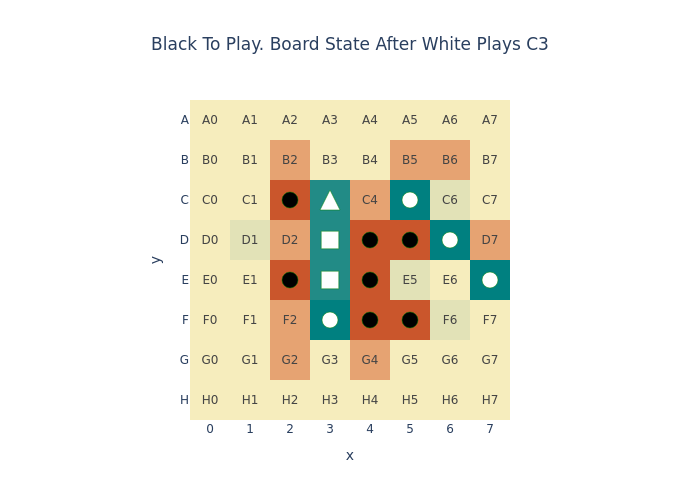 Black To Play. Board State After White Plays C3
A A0 A1 A2 A3 A4 A5 A6 A7
B B0 B1 B2 B3 B4 B5 B6 B7
C C0 C1 C4 C6 C7
D D0 D1 D2 D7
E E0 E1 E5 E6
F F0 F1 F2 F6 F7
G G0 G1 G2 G3 G4 G5 G6 G7
H H0 H1 H2 H3 H4 H5 H6 H7
0 1 2 3 4 5 6 7
x
y